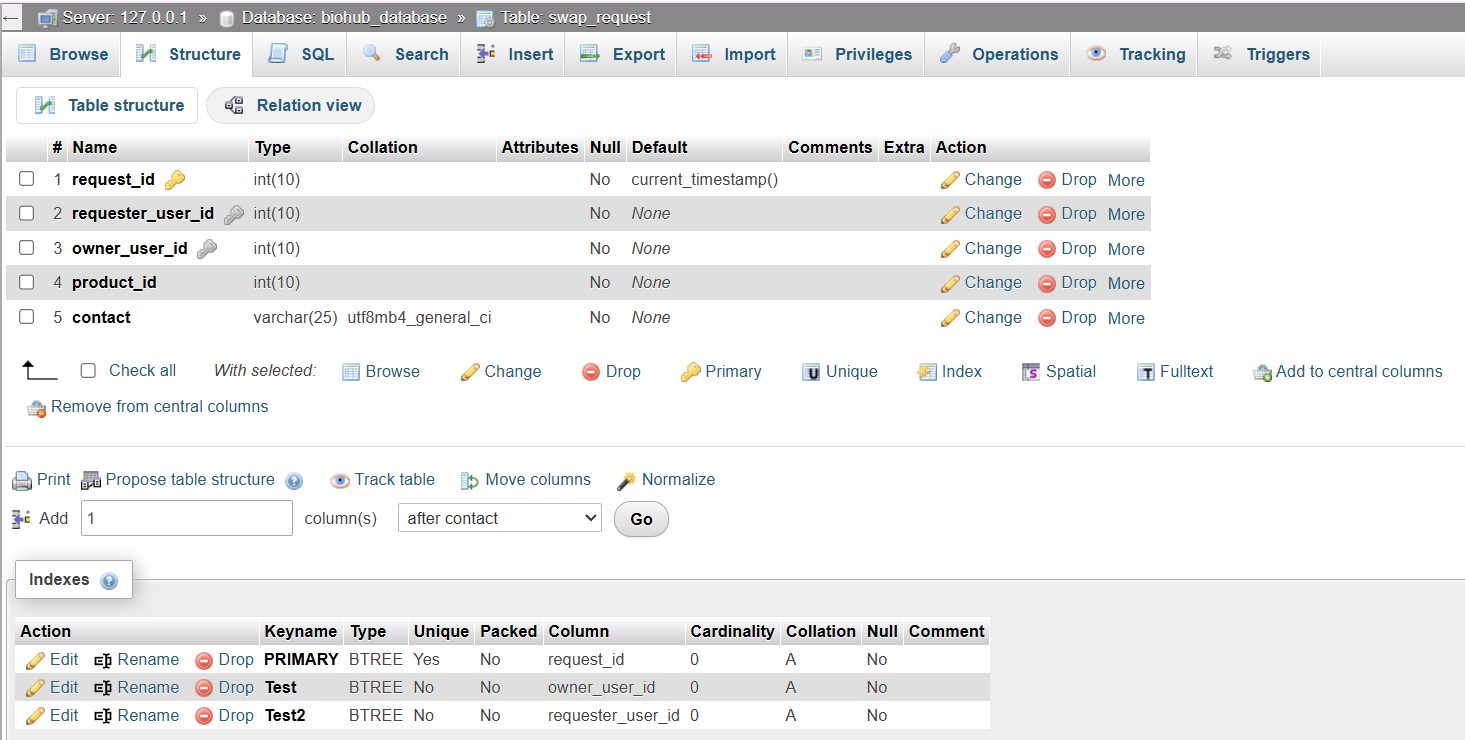 Server: 127.0.0.1 » Database: biohub_database » Table: swap_request
Browse Structure SQL Search Insert Export Import Privileges Operations Tracking Triggers
Table structure Relation view
# Name Type Collation Attributes Null Default Comments Extra Action
1 request_id int(10) No current_timestamp() Change Drop More
2 requester_user_id int(10) No None Change Drop More
3 owner_user_id int(10) No None Change Drop More
4 product_id int(10) No None Change Drop More
5 contact varchar(25) utf8mb4_general_ci No None Change Drop More
Check all With selected: Browse Change Drop Primary Unique Index Spatial Fulltext Add to central columns
Remove from central columns
Print Propose table structure Track table Move columns Normalize
Add 1 column(s) after contact Go
Indexes
Action Keyname Type Unique Packed Column Cardinality Collation Null Comment
Edit Rename Drop PRIMARY BTREE Yes No request_id 0 A No
Edit Rename Drop Test BTREE No No owner_user_id 0 A No
Edit Rename Drop Test2 BTREE No No requester_user_id 0 A No